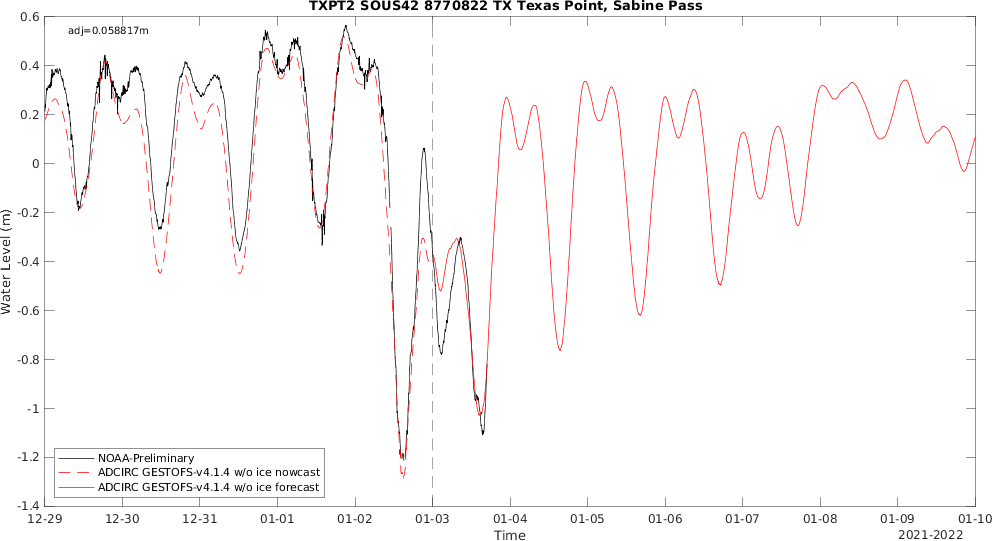 TXPT2 SOUS42 8770822 TX Texas Point, Sabine Pass
adj=0.058817m
0.6
0.4
0.2
0
-0.2
-0.4
-0.6
-0.8
-1
-1.2
-1.4
Water Level (m)
NOAA-Preliminary
ADCIRC GESTOFS-v4.1.4 w/o ice nowcast
ADCIRC GESTOFS-v4.1.4 w/o ice forecast
12-29 12-30 12-31 01-01 01-02 01-03 01-04 01-05 01-06 01-07 01-08 01-09 01-10
Time
2021-2022